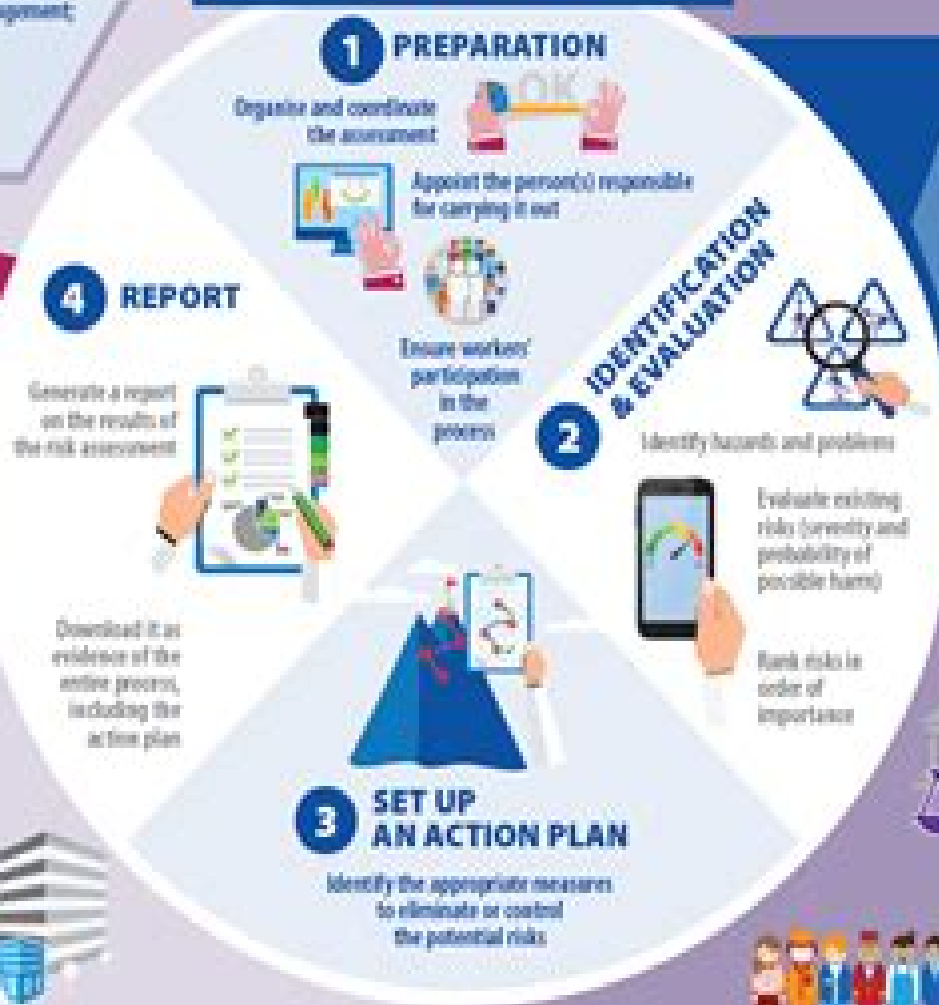 1 PREPARATION
Organise and coordinate
the assessment
OK
Appoint the person(s) responsible
for carrying it out
Ensure workers'
participation
in the
process
2 IDENTIFICATION
& EVALUATION
Identify hazards and problems
Evaluate existing
risks (severity and
probability of
possible harm)
Rank risks in
order of
importance
3 SET UP
AN ACTION PLAN
Identify the appropriate measures
to eliminate or control
the potential risks
4 REPORT
Generate a report
on the results of
the risk assessment
Download it as
evidence of the
entire process,
including the
action plan